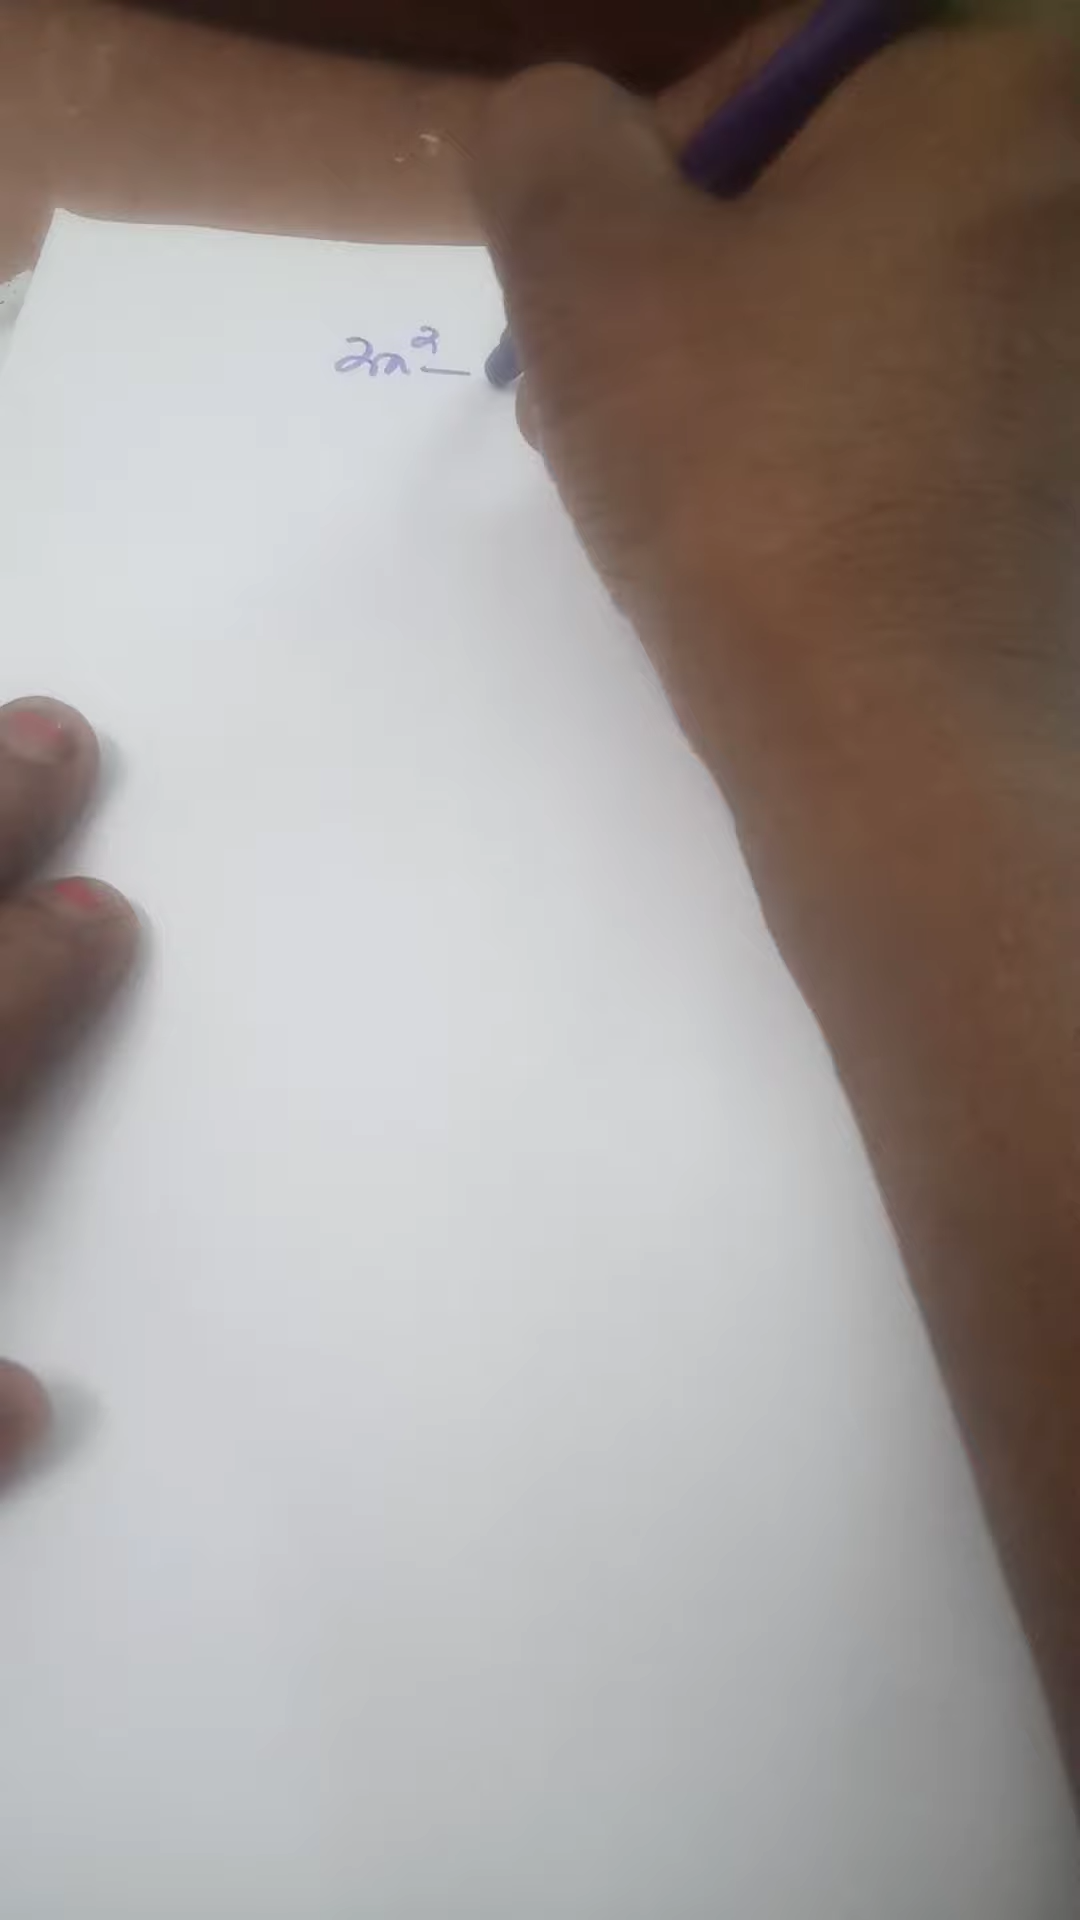 2x² —